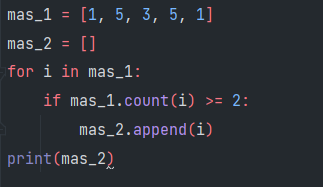 mas_1 = [1, 5, 3, 5, 1]
mas_2 = []
for i in mas_1:
    if mas_1.count(i) >= 2:
        mas_2.append(i)
print(mas_2)